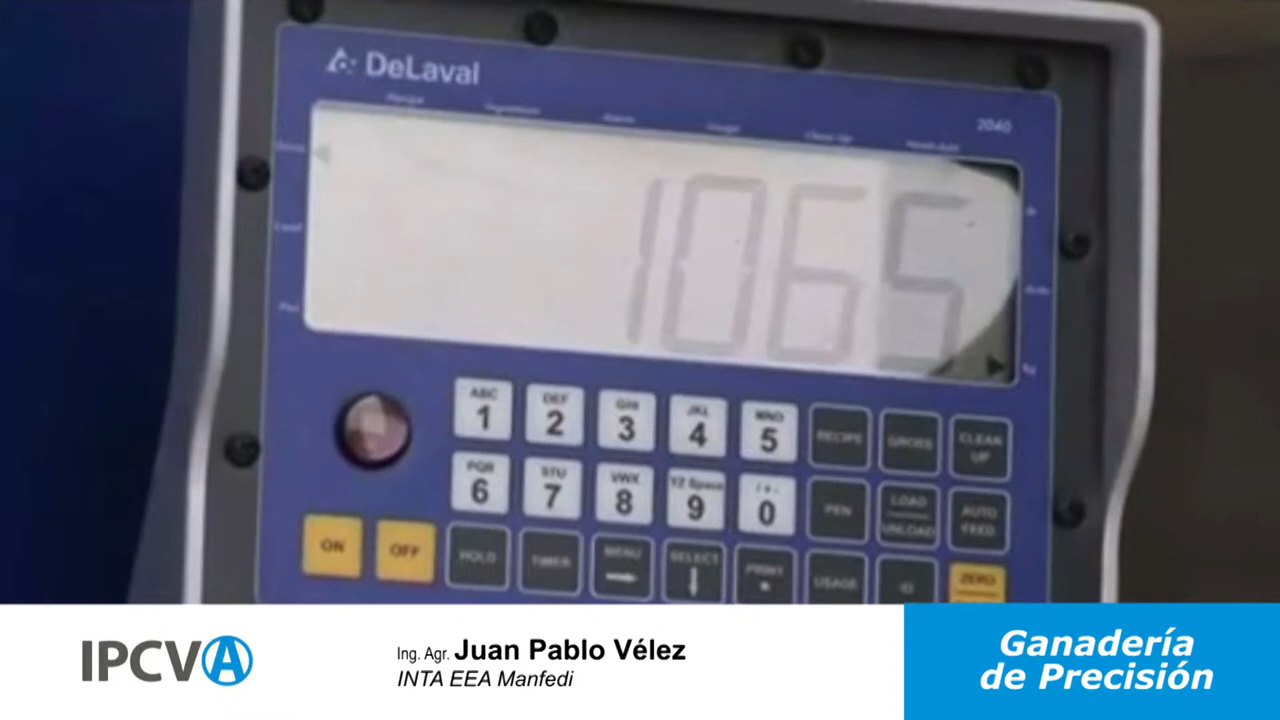 DeLaval
2040
1065
ABC DEF GHI JKL MNO
1 2 3 4 5 RECIPE GROSS CLEAN UP
PQR STU VWX YZ Space / + -
6 7 8 9 0 PEN LOAD UNLOAD AUTO FEED
ON OFF HOLD TIMER MENU SELECT PRINT USAGE ID ZERO
IPCVA
Ing. Agr. Juan Pablo Vélez
INTA EEA Manfedi
Ganadería
de Precisión